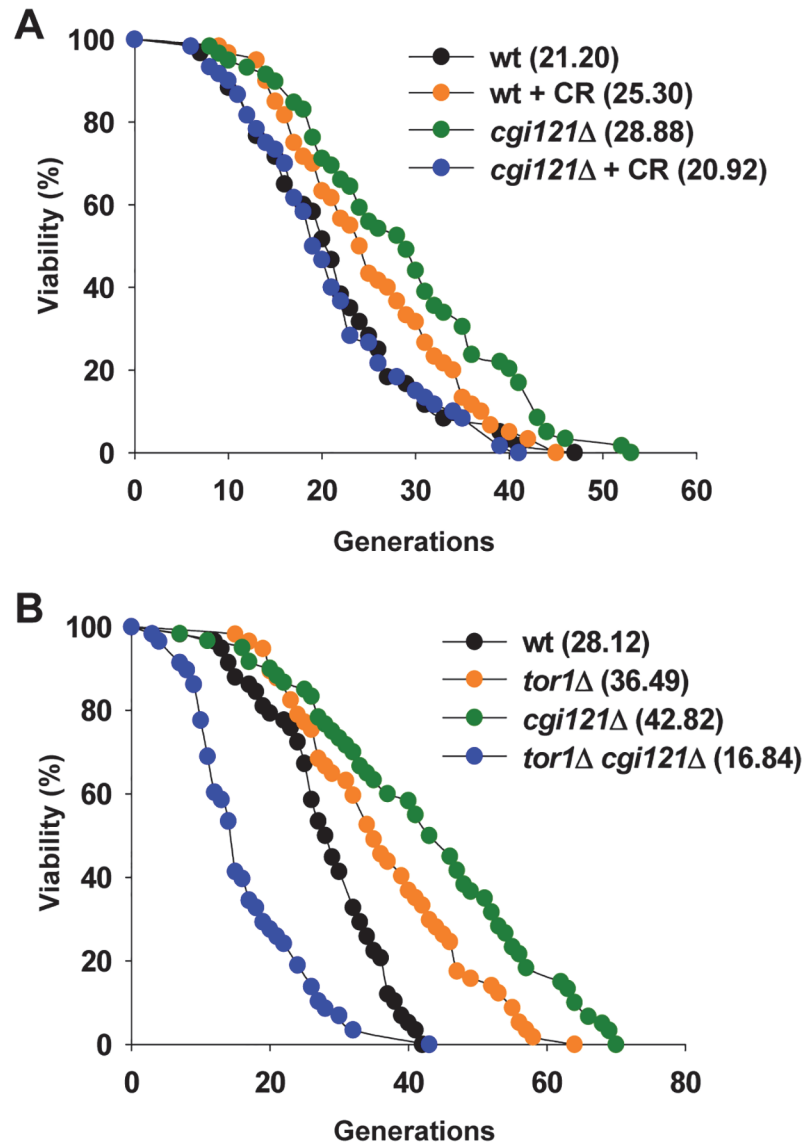 A
100
80
60
40
20
0
Viability (%)
wt (21.20)
wt + CR (25.30)
cgi121Δ (28.88)
cgi121Δ + CR (20.92)
0 10 20 30 40 50 60
Generations
B
100
80
60
40
20
0
Viability (%)
wt (28.12)
tor1Δ (36.49)
cgi121Δ (42.82)
tor1Δ cgi121Δ (16.84)
0 20 40 60 80
Generations